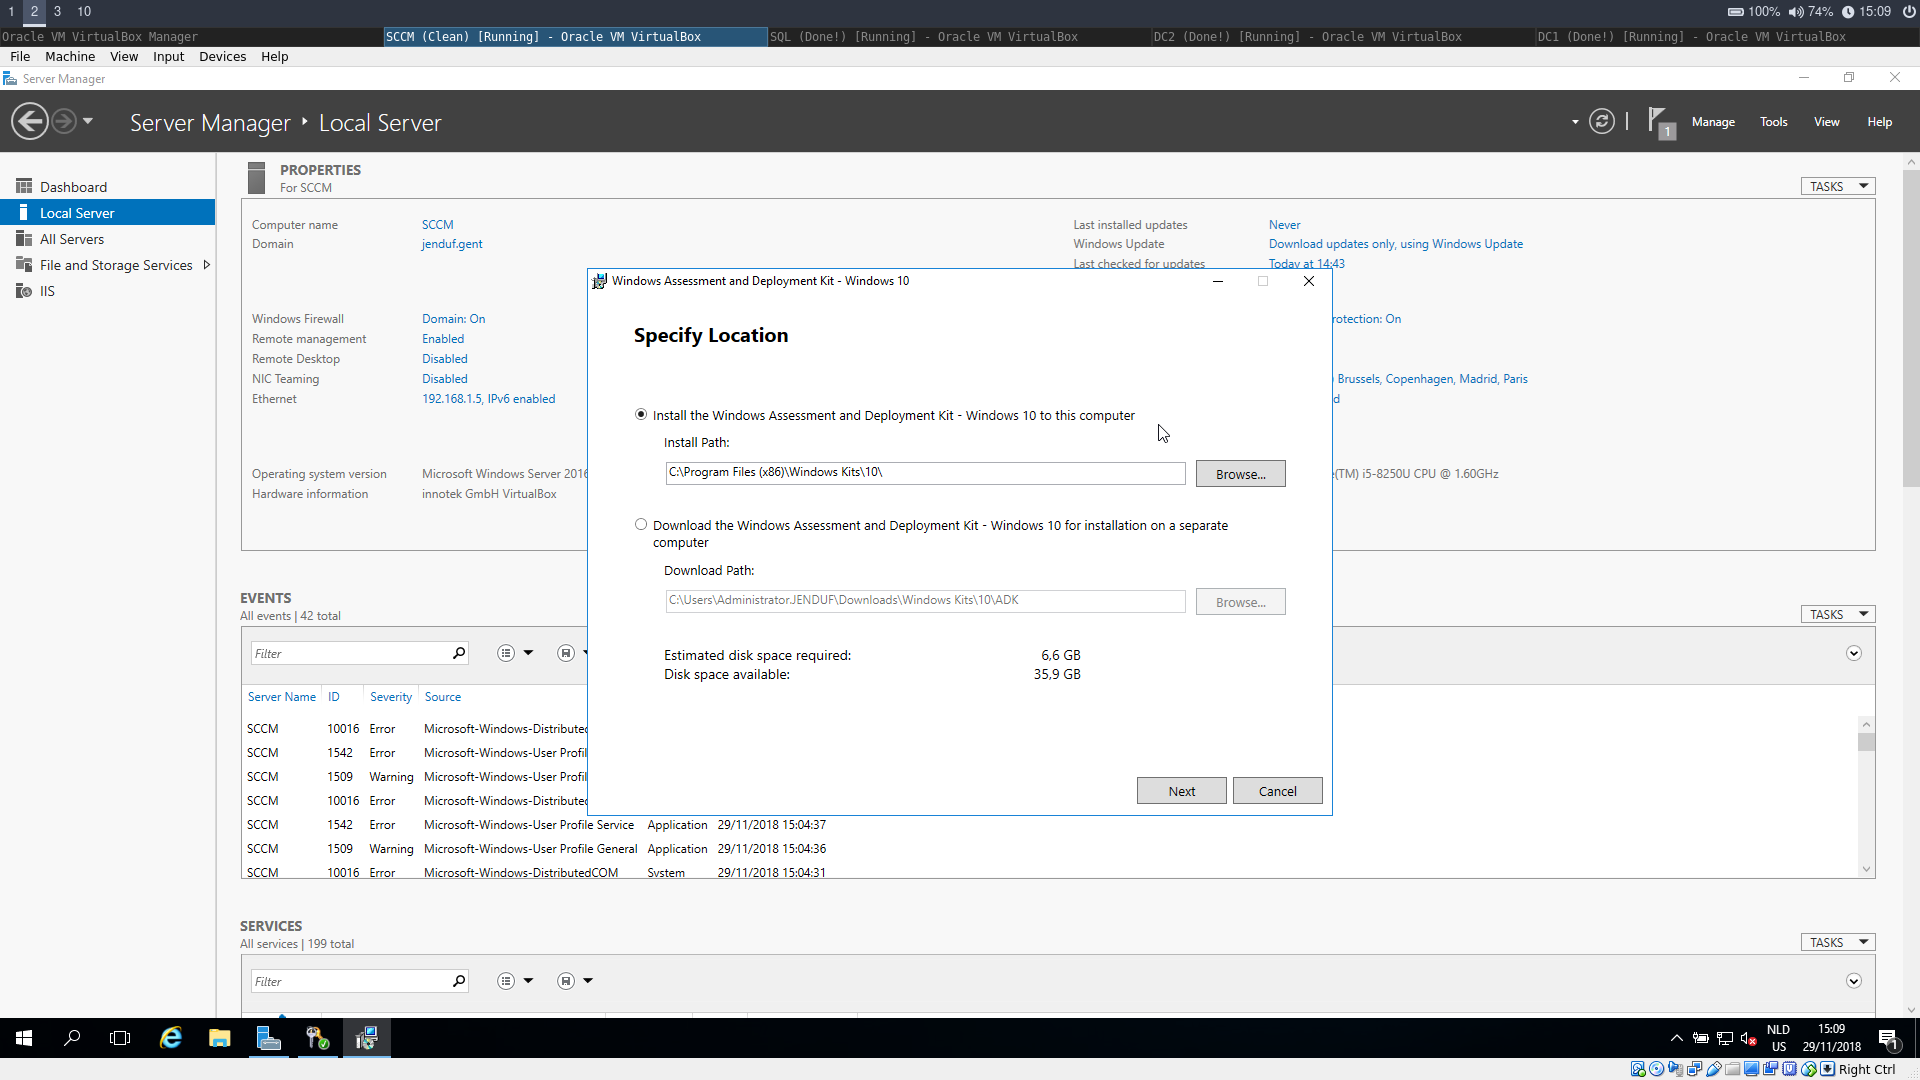 1 2 3 10
100% 74% 15:09
Oracle VM VirtualBox Manager
SCCM (Clean) [Running] - Oracle VM VirtualBox
SQL (Done!) [Running] - Oracle VM VirtualBox
DC2 (Done!) [Running] - Oracle VM VirtualBox
DC1 (Done!) [Running] - Oracle VM VirtualBox
File Machine View Input Devices Help
Server Manager
Server Manager Local Server
1 Manage Tools View Help
Dashboard
Local Server
All Servers
File and Storage Services
IIS
PROPERTIES
For SCCM
TASKS
Computer name SCCM
Domain jenduf.gent
Last installed updates Never
Windows Update Download updates only, using Windows Update
Last checked for updates Today at 14:43
Windows Firewall Domain: On
Remote management Enabled
Remote Desktop Disabled
NIC Teaming Disabled
Ethernet 192.168.1.5, IPv6 enabled
rotection: On
) Brussels, Copenhagen, Madrid, Paris
d
Operating system version Microsoft Windows Server 2016
Hardware information innotek GmbH VirtualBox
(TM) i5-8250U CPU @ 1.60GHz
Windows Assessment and Deployment Kit - Windows 10
Specify Location
Install the Windows Assessment and Deployment Kit - Windows 10 to this computer
Install Path:
C:\Program Files (x86)\Windows Kits\10\
Browse...
Download the Windows Assessment and Deployment Kit - Windows 10 for installation on a separate
computer
Download Path:
C:\Users\Administrator.JENDUF\Downloads\Windows Kits\10\ADK
Browse...
Estimated disk space required: 6,6 GB
Disk space available: 35,9 GB
Next Cancel
EVENTS
All events | 42 total
TASKS
Filter
Server Name ID Severity Source
SCCM 10016 Error Microsoft-Windows-Distributed
SCCM 1542 Error Microsoft-Windows-User Profil
SCCM 1509 Warning Microsoft-Windows-User Profil
SCCM 10016 Error Microsoft-Windows-Distributed
SCCM 1542 Error Microsoft-Windows-User Profile Service Application 29/11/2018 15:04:37
SCCM 1509 Warning Microsoft-Windows-User Profile General Application 29/11/2018 15:04:36
SCCM 10016 Error Microsoft-Windows-DistributedCOM System 29/11/2018 15:04:31
SERVICES
All services | 199 total
TASKS
Filter
NLD
US
15:09
29/11/2018
1
Right Ctrl